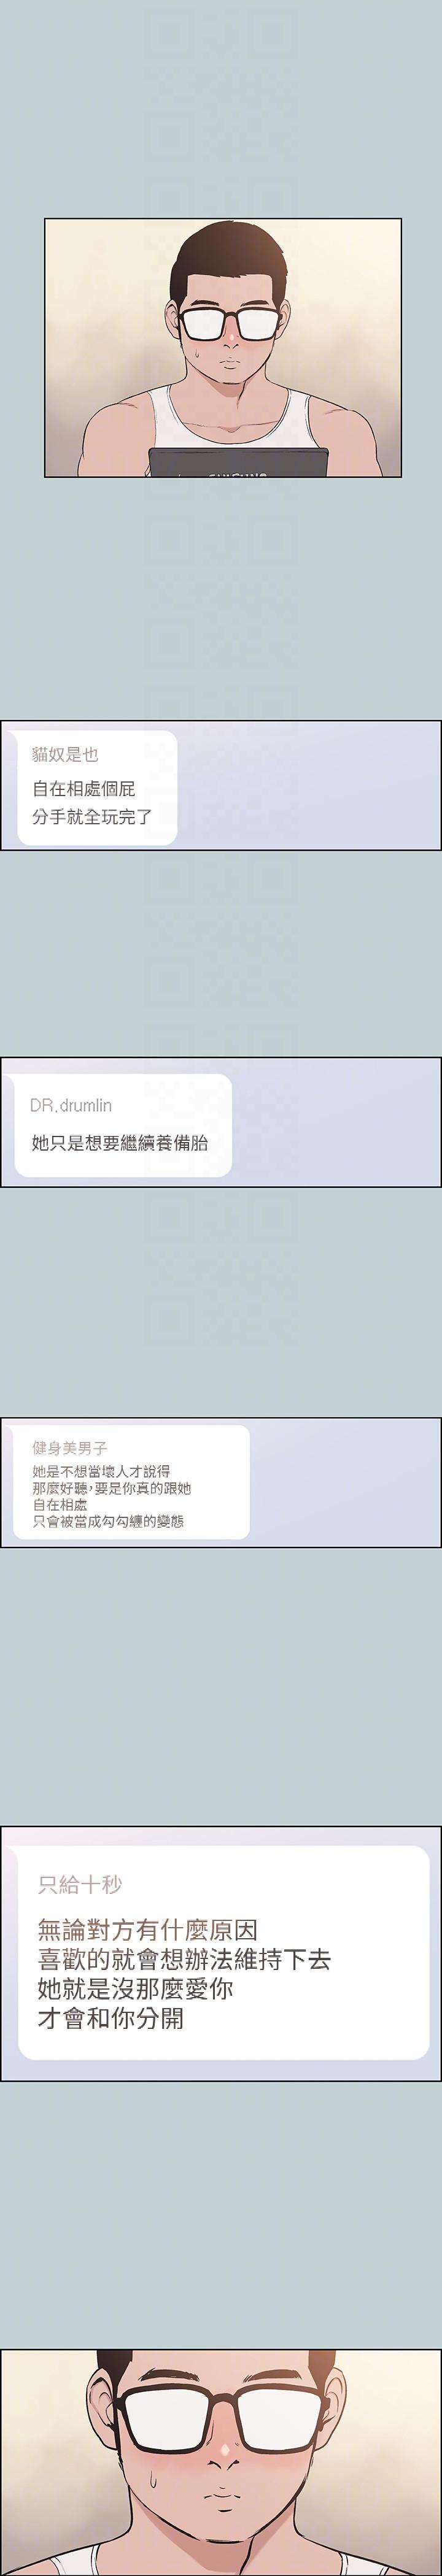 貓奴是也
自在相處個屁
分手就全玩完了
DR.drumlin
她只是想要繼續養備胎
健身美男子
她是不想當壞人才說得
那麼好聽，要是你真的跟她
自在相處
只會被當成勾勾纏的變態
只給十秒
無論對方有什麼原因
喜歡的就會想辦法維持下去
她就是沒那麼愛你
才會和你分開